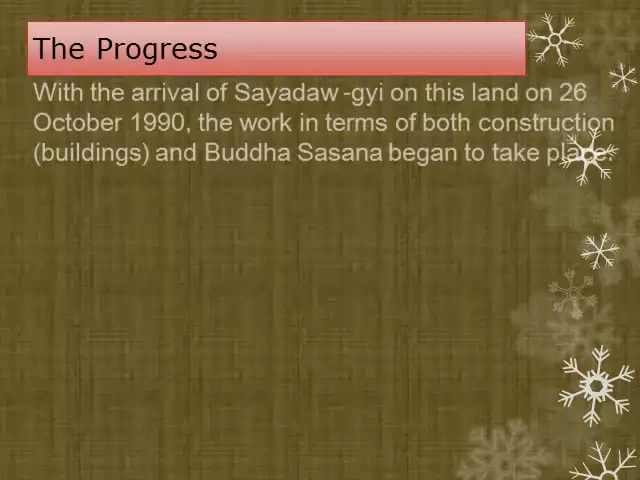 The Progress
With the arrival of Sayadaw -gyi on this land on 26
October 1990, the work in terms of both construction
(buildings) and Buddha Sasana began to take place.